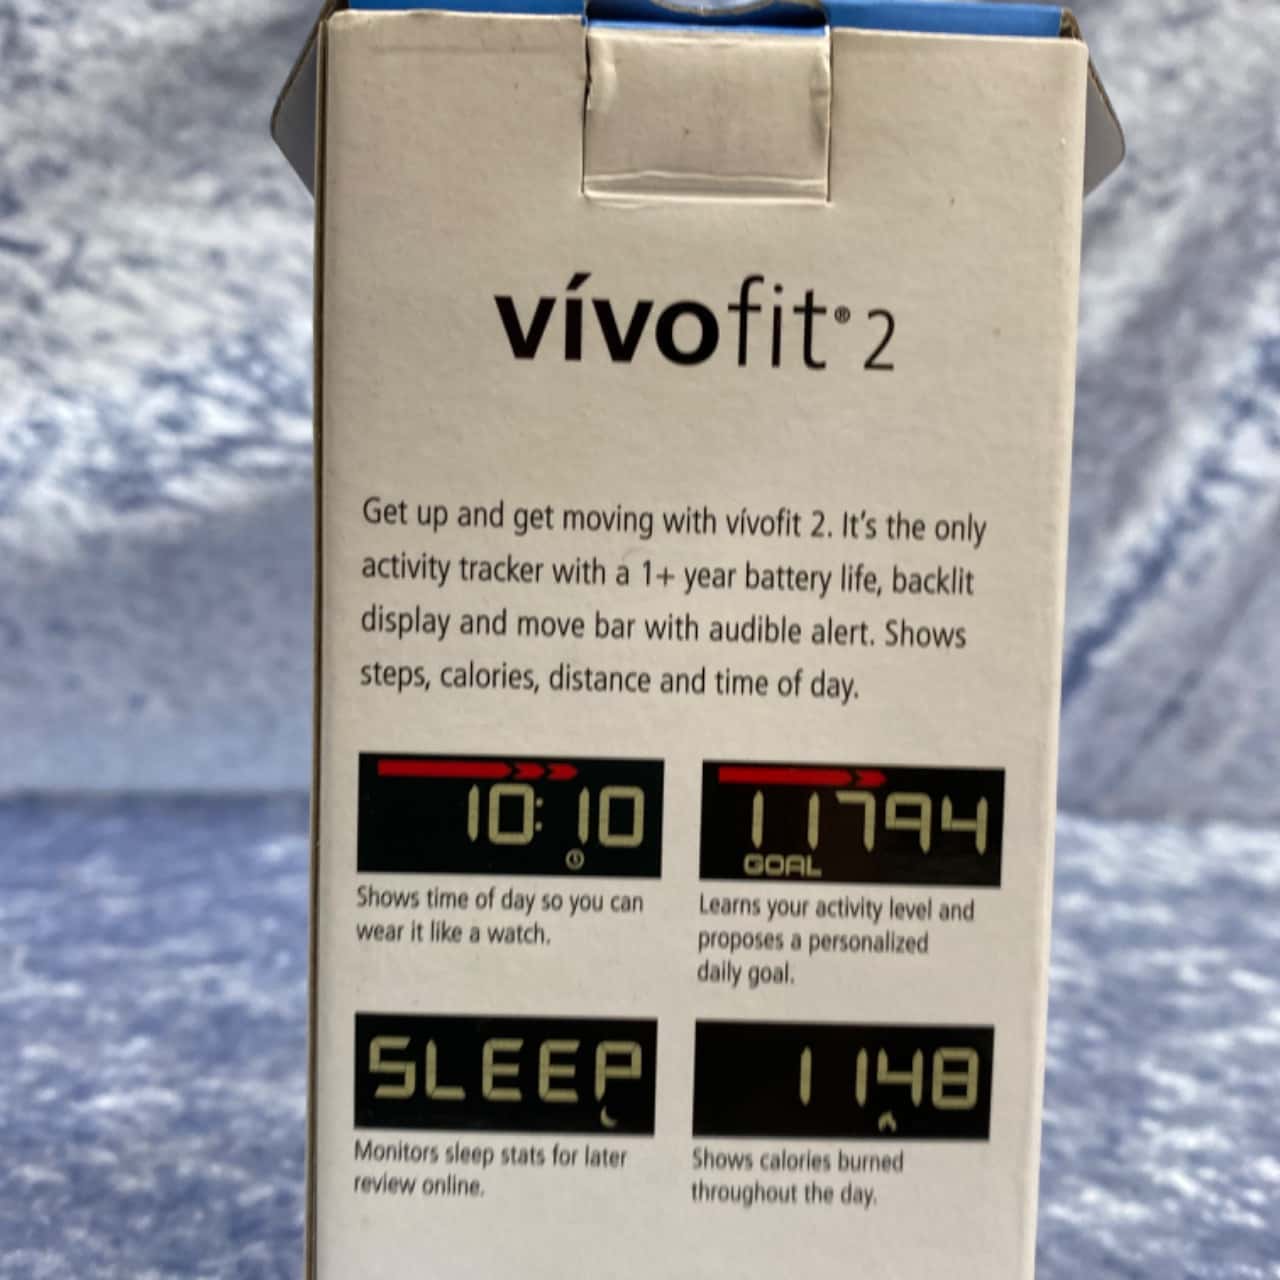 vívofit® 2
Get up and get moving with vívofit 2. It's the only
activity tracker with a 1+ year battery life, backlit
display and move bar with audible alert. Shows
steps, calories, distance and time of day.
10:10
11794
GOAL
Shows time of day so you can
wear it like a watch.
Learns your activity level and
proposes a personalized
daily goal.
SLEEP
1148
Monitors sleep stats for later
review online.
Shows calories burned
throughout the day.